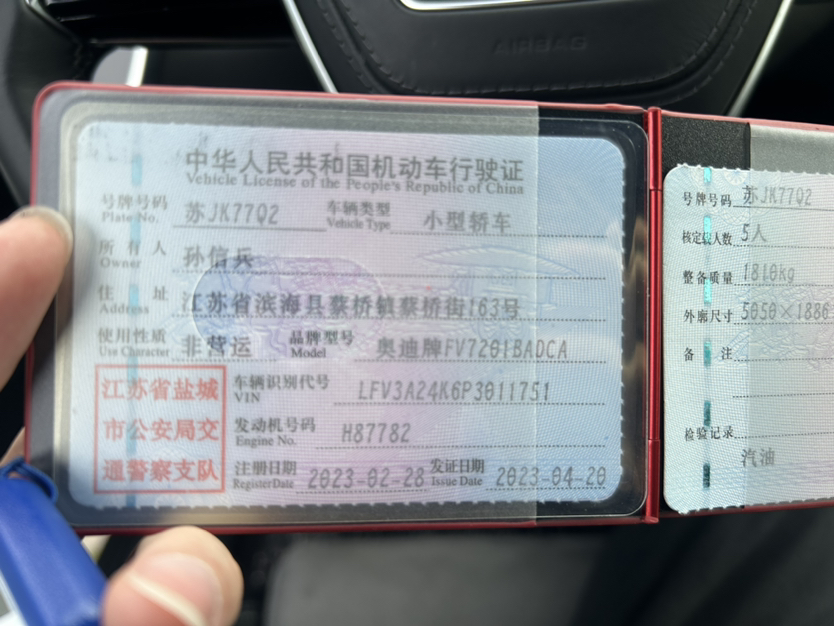 AIRBAG
中华人民共和国机动车行驶证
Vehicle License of the People's Republic of China
号牌号码 苏JK77Q2 车辆类型 小型轿车
Plate No. Vehicle Type
所有人 孙信兵
Owner
住址 江苏省滨海县蔡桥镇蔡桥街163号
Address
使用性质 非营运 品牌型号 奥迪牌FV7201BADCA
Use Character Model
江苏省盐城
市公安局交
通警察支队
车辆识别代号 LFV3A24K6P3011751
VIN
发动机号码 H87782
Engine No.
注册日期 2023-02-28 发证日期 2023-04-20
Register Date Issue Date
号牌号码 苏JK77Q2
核定载人数 5人
整备质量 1810kg
外廓尺寸 5050×1886
备注
检验记录
汽油